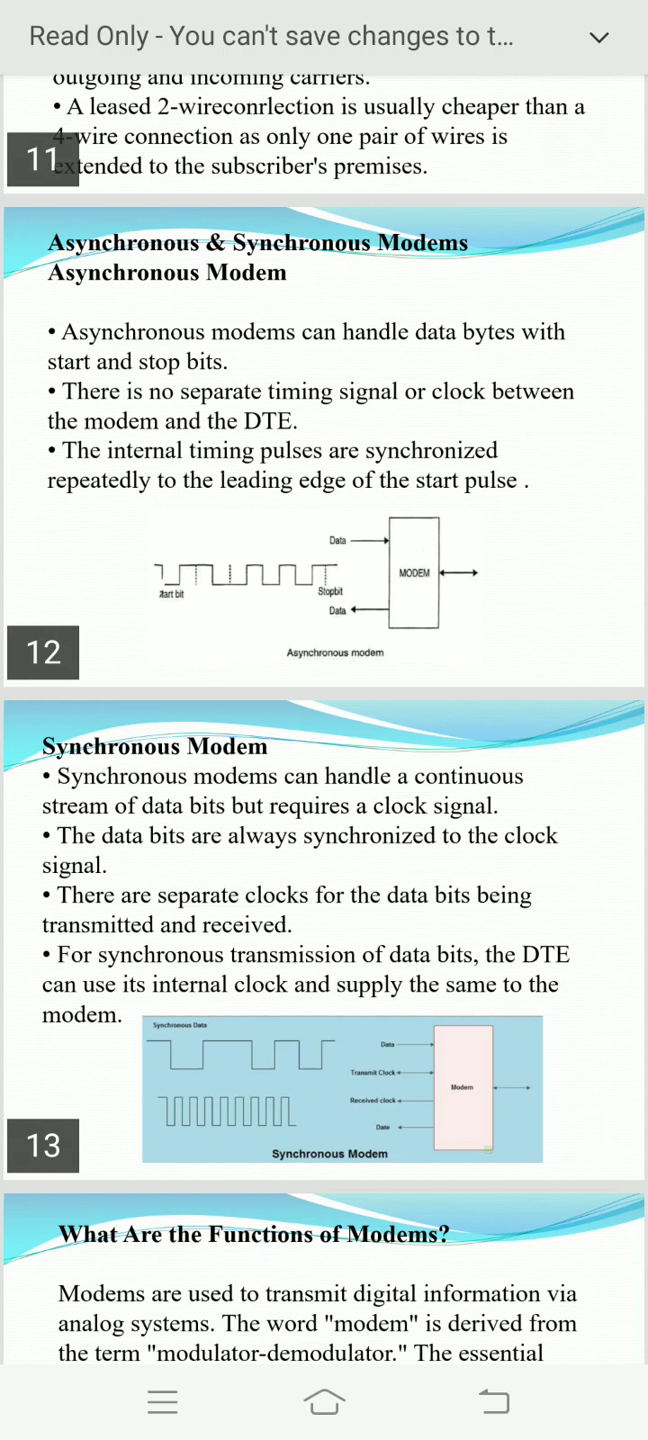 Read Only - You can't save changes to t...
outgoing and incoming carriers.
• A leased 2-wireconrlection is usually cheaper than a
4-wire connection as only one pair of wires is
extended to the subscriber's premises.
11
Asynchronous & Synchronous Modems
Asynchronous Modem
• Asynchronous modems can handle data bytes with
start and stop bits.
• There is no separate timing signal or clock between
the modem and the DTE.
• The internal timing pulses are synchronized
repeatedly to the leading edge of the start pulse .
Data
MODEM
Start bit
Stopbit
Data
Asynchronous modem
12
Synchronous Modem
• Synchronous modems can handle a continuous
stream of data bits but requires a clock signal.
• The data bits are always synchronized to the clock
signal.
• There are separate clocks for the data bits being
transmitted and received.
• For synchronous transmission of data bits, the DTE
can use its internal clock and supply the same to the
modem.
Synchronous Data
Data
Transmit Clock
Modem
Received clock
Date
Synchronous Modem
13
What Are the Functions of Modems?
Modems are used to transmit digital information via
analog systems. The word "modem" is derived from
the term "modulator-demodulator." The essential